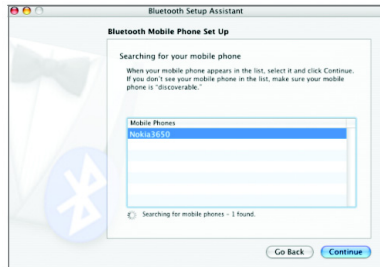 Bluetooth Setup Assistant
Bluetooth Mobile Phone Set Up
Searching for your mobile phone
When your mobile phone appears in the list, select it and click Continue.
If you don't see your mobile phone in the list, make sure your mobile
phone is "discoverable."
Mobile Phones
Nokia3650
Searching for mobile phones - 1 found.
Go Back
Continue